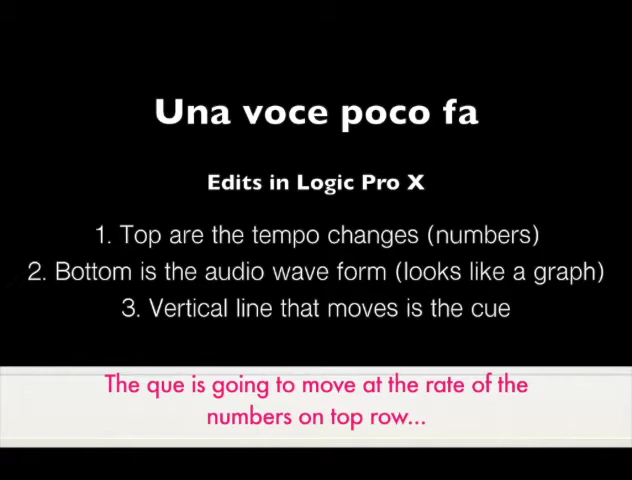 Una voce poco fa
Edits in Logic Pro X
1. Top are the tempo changes (numbers)
2. Bottom is the audio wave form (looks like a graph)
3. Vertical line that moves is the cue
The que is going to move at the rate of the
numbers on top row...